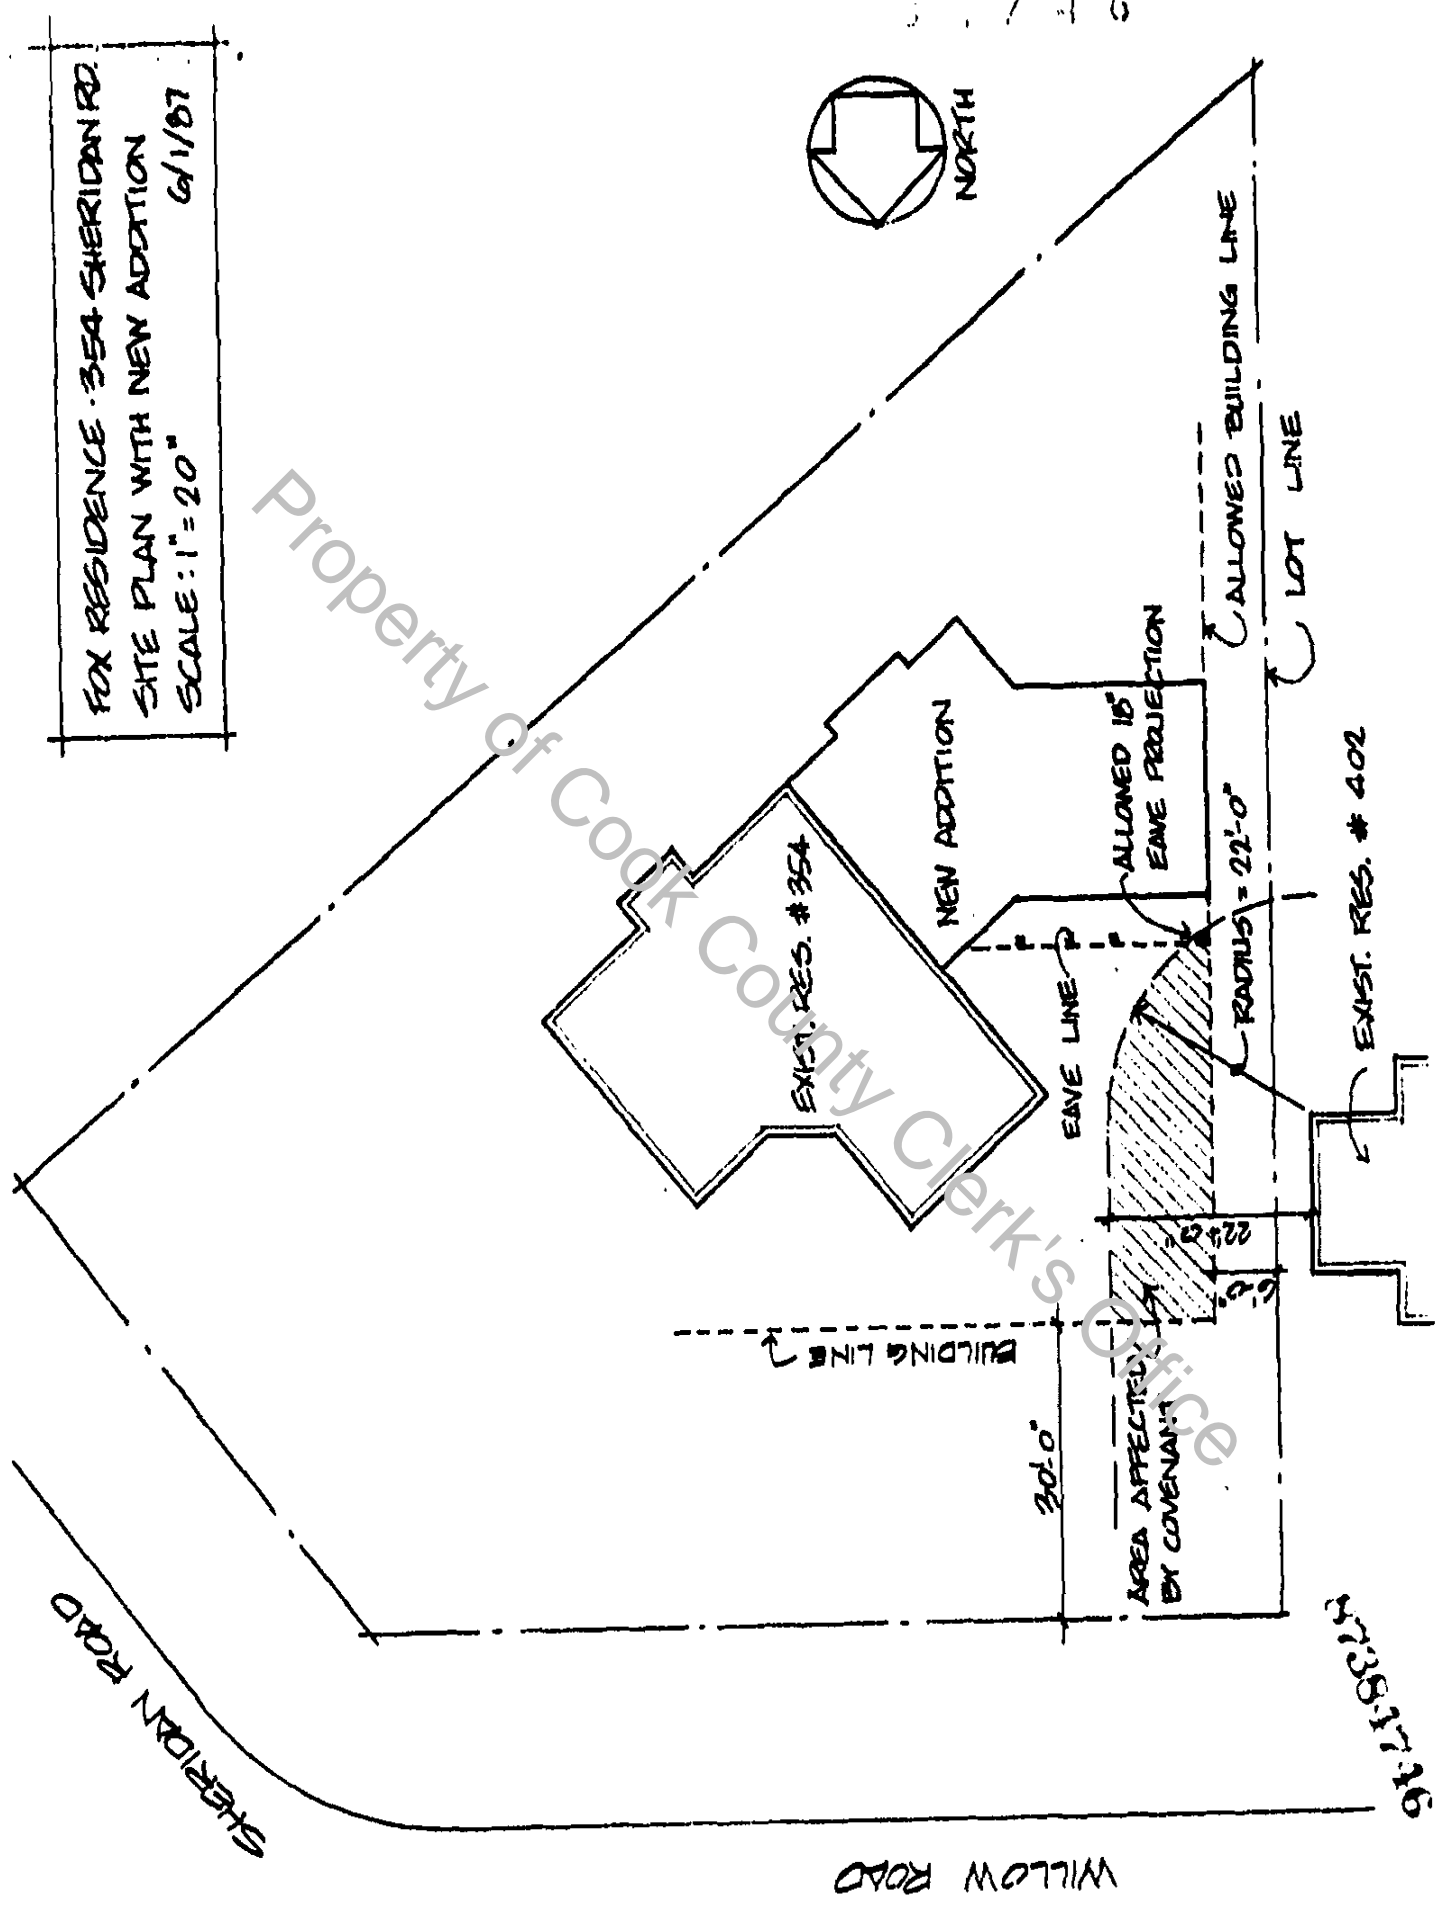 FOX RESIDENCE · 354 SHERIDAN RD.
SITE PLAN WITH NEW ADDITION
SCALE: 1" = 20" 6/1/87
NORTH
ALLOWED BUILDING LINE
LOT LINE
ALLOWED 18"
EAVE PROJECTION
NEW ADDITION
EXIST. RES. #354
EAVE LINE
RADIUS = 22'-0"
EXIST. RES. # 402
22'-0"
6'-0"
BUILDING LINE
30'-0"
AREA AFFECTED
BY COVENANT
SHERIDAN ROAD
WILLOW ROAD
Property of Cook County Clerk's Office